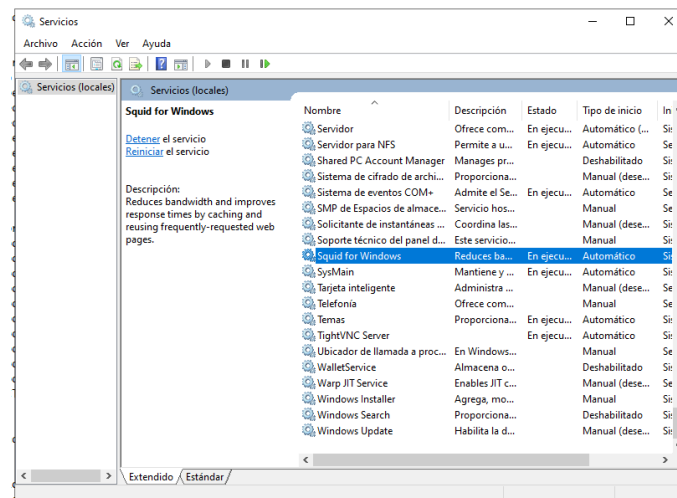 Servicios
Archivo Acción Ver Ayuda
Servicios (locales)
Servicios (locales)
Squid for Windows
Detener el servicio
Reiniciar el servicio
Descripción:
Reduces bandwidth and improves
response times by caching and
reusing frequently-requested web
pages.
Nombre Descripción Estado Tipo de inicio In
Servidor Ofrece com... En ejecu... Automático (... Sis
Servidor para NFS Permite a u... En ejecu... Automático Se
Shared PC Account Manager Manages pr... Deshabilitado Sis
Sistema de cifrado de archi... Proporciona... Manual (dese... Sis
Sistema de eventos COM+ Admite el Se... En ejecu... Automático Se
SMP de Espacios de almace... Servicio hos... Manual Se
Solicitante de instantáneas ... Coordina las... Manual (dese... Sis
Soporte técnico del panel d... Este servicio... Manual Sis
Squid for Windows Reduces ba... En ejecu... Automático Sis
SysMain Mantiene y ... En ejecu... Automático Sis
Tarjeta inteligente Administra ... Manual (dese... Se
Telefonía Ofrece com... Manual Se
Temas Proporciona... En ejecu... Automático Sis
TightVNC Server En ejecu... Automático Sis
Ubicador de llamada a proc... En Windows... Manual Se
WalletService Almacena o... Deshabilitado Sis
Warp JIT Service Enables JIT c... Manual (dese... Se
Windows Installer Agrega, mo... Manual Sis
Windows Search Proporciona... Deshabilitado Sis
Windows Update Habilita la d... Manual (dese... Sis
Extendido Estándar